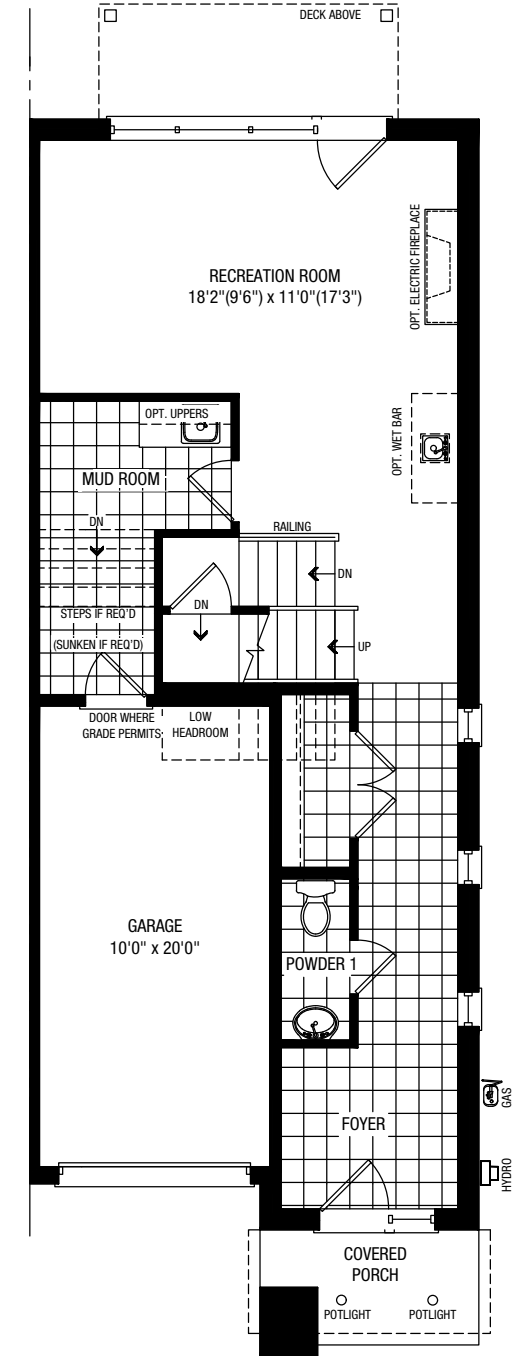 DECK ABOVE
RECREATION ROOM
18'2"(9'6") x 11'0"(17'3")
OPT. ELECTRIC FIREPLACE
OPT. UPPERS
OPT. WET BAR
MUD ROOM
DN
RAILING
DN
DN
STEPS IF REQ'D
UP
(SUNKEN IF REQ'D)
DOOR WHERE
GRADE PERMITS
LOW
HEADROOM
GARAGE
10'0" x 20'0"
POWDER 1
GAS
FOYER
HYDRO
COVERED
PORCH
POTLIGHT
POTLIGHT